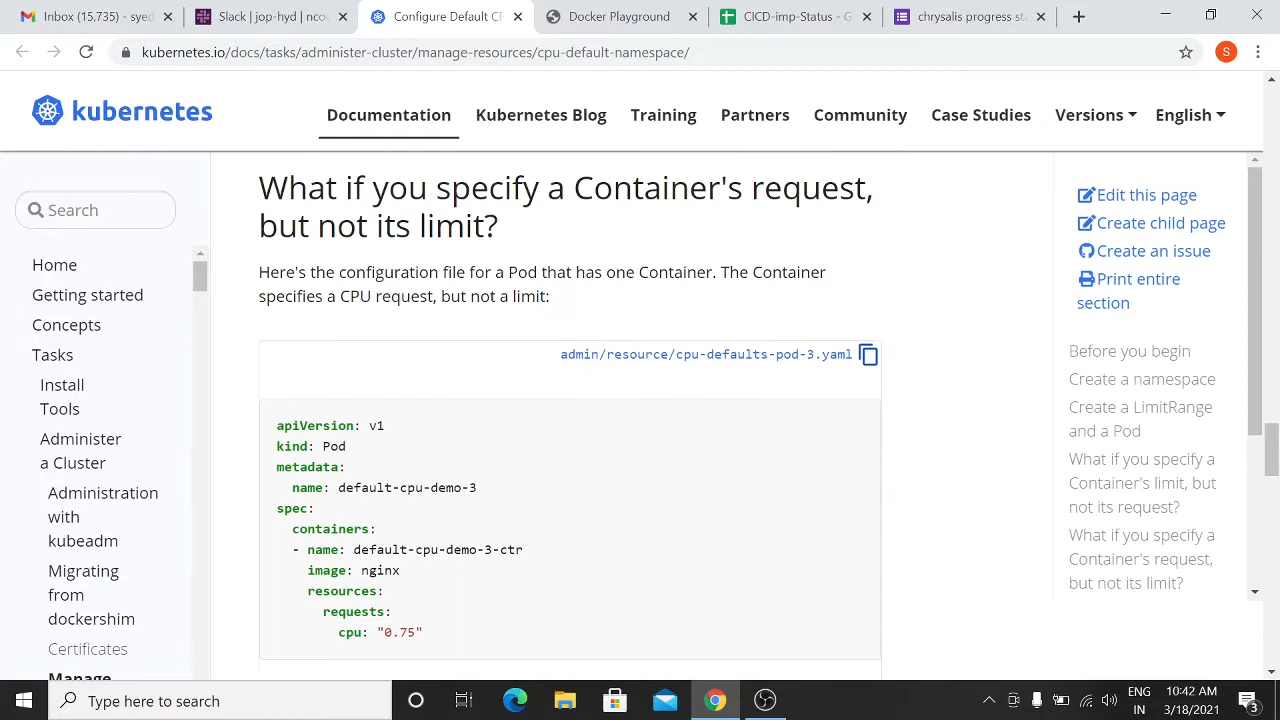 Inbox (15,735) - syed
Slack | jop-hyd | ncoc
Configure Default CP
Docker Playground
CICD-imp-Status - G
chrysalis progress sta
kubernetes.io/docs/tasks/administer-cluster/manage-resources/cpu-default-namespace/
S
kubernetes
Documentation
Kubernetes Blog
Training
Partners
Community
Case Studies
Versions
English
Search
Home
Getting started
Concepts
Tasks
Install
Tools
Administer
a Cluster
Administration
with
kubeadm
Migrating
from
dockershim
Certificates
Manage
What if you specify a Container's request,
but not its limit?
Here's the configuration file for a Pod that has one Container. The Container
specifies a CPU request, but not a limit:
admin/resource/cpu-defaults-pod-3.yaml
apiVersion: v1
kind: Pod
metadata:
name: default-cpu-demo-3
spec:
containers:
- name: default-cpu-demo-3-ctr
image: nginx
resources:
requests:
cpu: "0.75"
Edit this page
Create child page
Create an issue
Print entire
section
Before you begin
Create a namespace
Create a LimitRange
and a Pod
What if you specify a
Container's limit, but
not its request?
What if you specify a
Container's request,
but not its limit?
Type here to search
ENG
IN
10:42 AM
3/18/2021
3